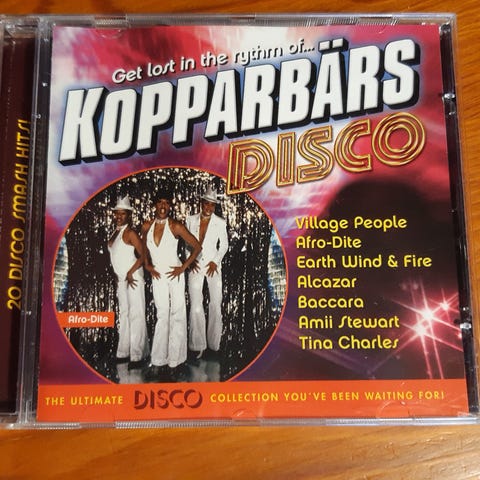 Get lost in the rythm of...
KOPPARBÄRS
DISCO
Village People
Afro-Dite
Earth Wind & Fire
Alcazar
Baccara
Amii Stewart
Tina Charles
Afro-Dite
THE ULTIMATE DISCO COLLECTION YOU'VE BEEN WAITING FOR!
20 DISCO SMASH HITS!